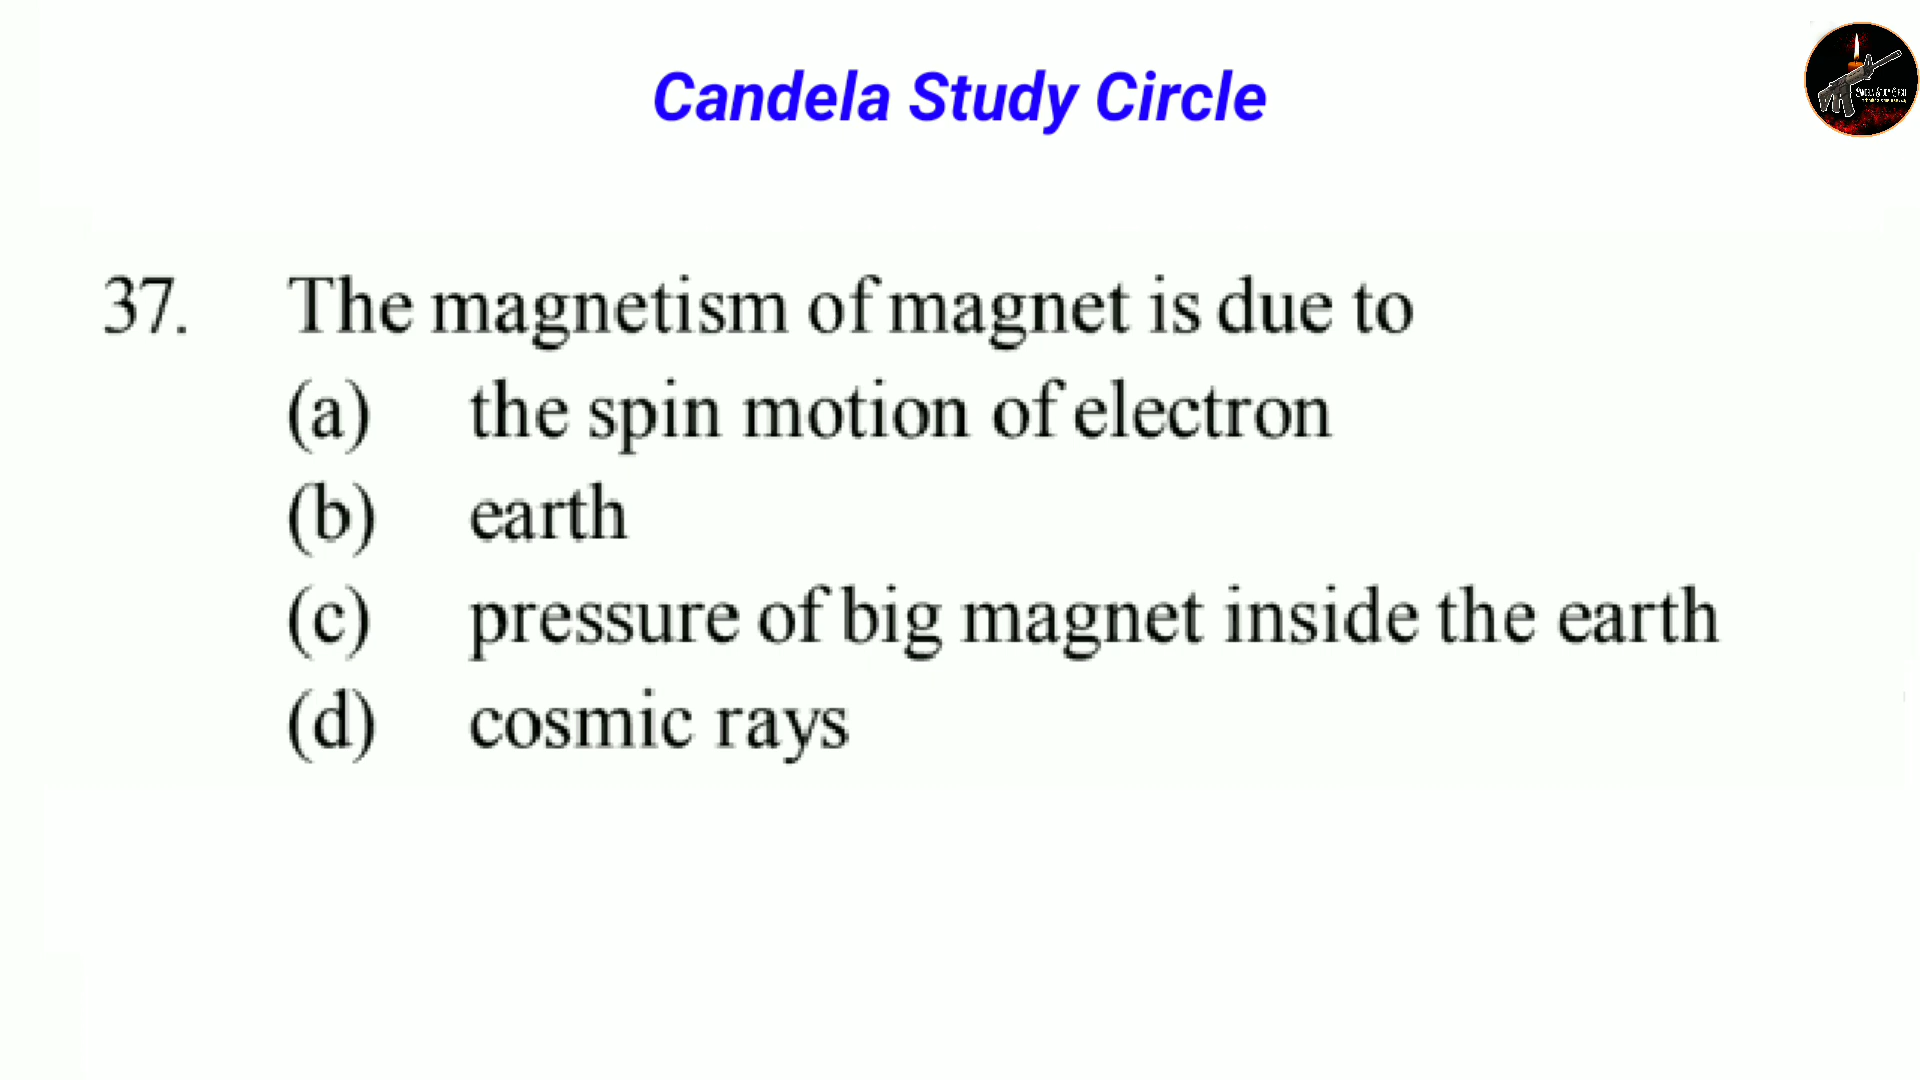 Candela Study Circle
37. The magnetism of magnet is due to
(a) the spin motion of electron
(b) earth
(c) pressure of big magnet inside the earth
(d) cosmic rays